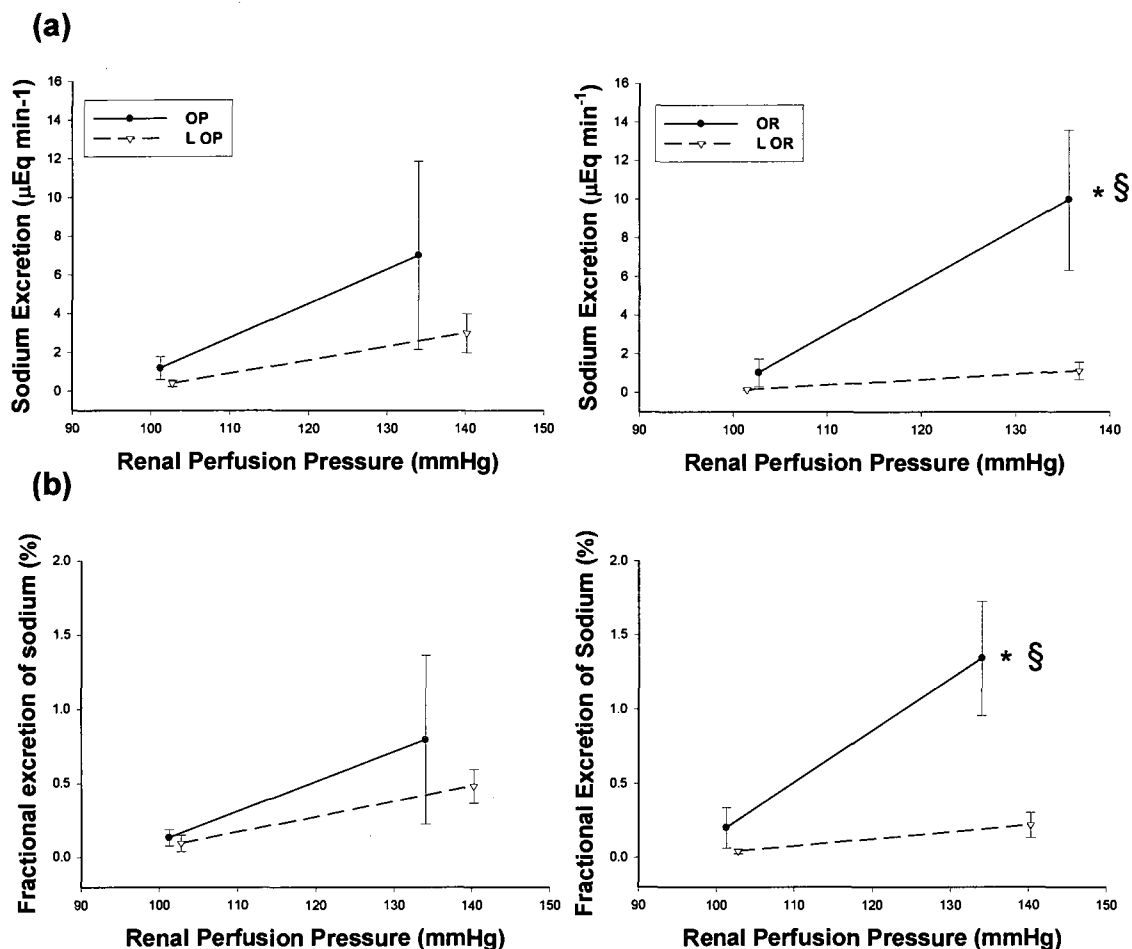 (a)
16
14
12
10
8
6
4
2
0
Sodium Excretion (µEq min-1)
OP
L OP
90 100 110 120 130 140 150
Renal Perfusion Pressure (mmHg)
16
14
12
10
8
6
4
2
0
Sodium Excretion (µEq min⁻¹)
OR
L OR
* §
90 100 110 120 130 140
Renal Perfusion Pressure (mmHg)
(b)
2.0
1.5
1.0
0.5
0.0
Fractional excretion of sodium (%)
80 90 100 110 120 130 140 150
Renal Perfusion Pressure (mmHg)
2.0
1.5
1.0
0.5
0.0
Fractional Excretion of Sodium (%)
* §
90 100 110 120 130 140 150
Renal Perfusion Pressure (mmHg)